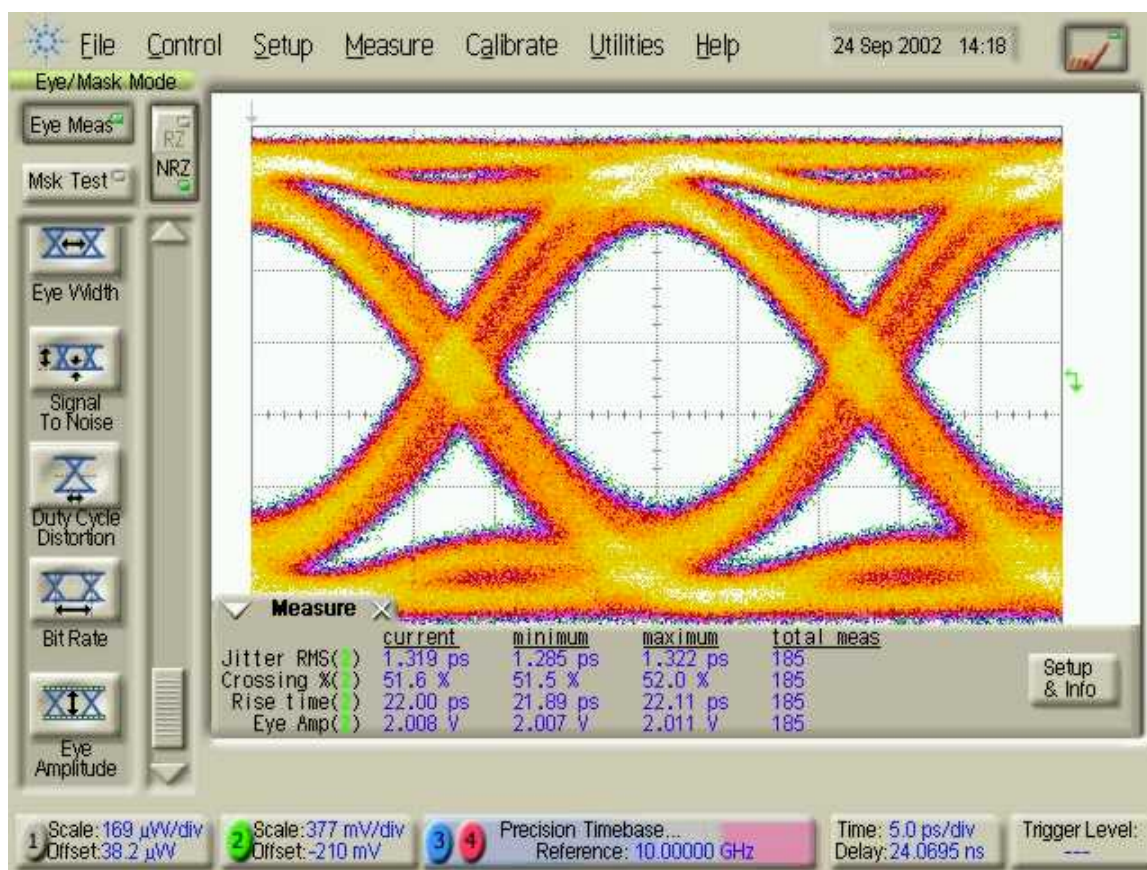 File Control Setup Measure Calibrate Utilities Help 24 Sep 2002 14:18
Eye/Mask Mode
Eye Meas
RZ
NRZ
Msk Test
Eye Width
Signal
To Noise
Duty Cycle
Distortion
Bit Rate
Eye
Amplitude
Measure
current minimum maximum total meas
Jitter RMS(2) 1.319 ps 1.285 ps 1.322 ps 185
Crossing %(2) 51.6 % 51.5 % 52.0 % 185
Rise time(2) 22.00 ps 21.89 ps 22.11 ps 185
Eye Amp(2) 2.008 V 2.007 V 2.011 V 185
Setup
& Info
1 Scale: 169 µW/div
Offset: 38.2 µW
2 Scale: 377 mV/div
Offset: -210 mV
3 4 Precision Timebase...
Reference: 10.00000 GHz
Time: 5.0 ps/div
Delay: 24.0695 ns
Trigger Level:
---